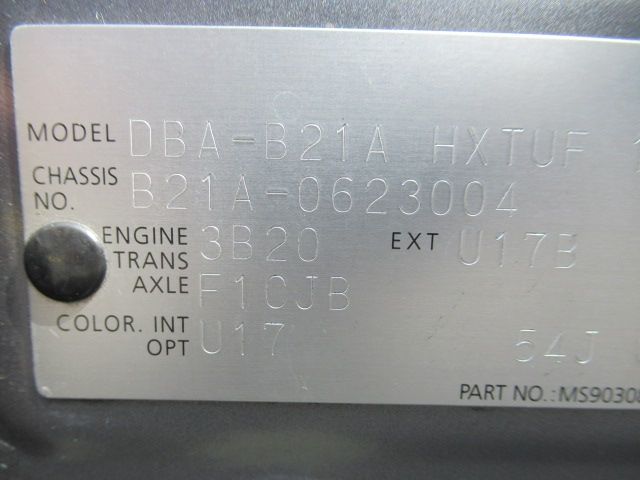 MODEL DBA-B21A HXTUF
CHASSIS NO. B21A-0623004
ENGINE 3B20 EXT U17B
TRANS AXLE F1CJB
COLOR. INT U17
OPT 54J
PART NO.: MS90308